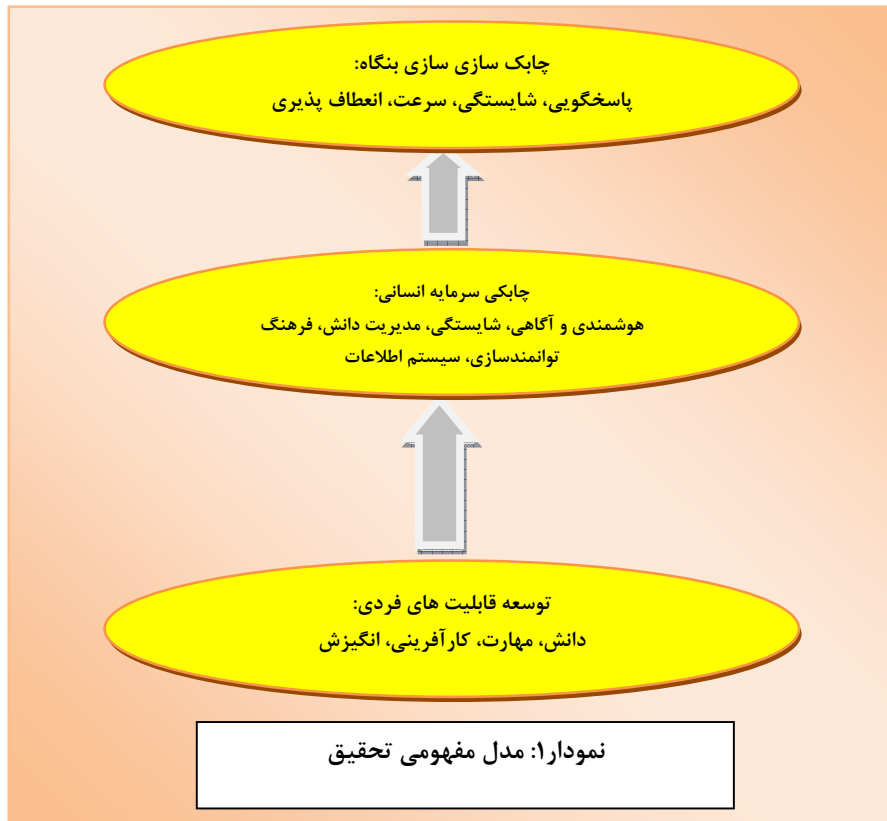 چابک سازی سازی بنگاه:
پاسخگویی، شایستگی، سرعت، انعطاف پذیری
چابکی سرمایه انسانی:
هوشمندی و آگاهی، شایستگی، مدیریت دانش، فرهنگ
توانمندسازی، سیستم اطلاعات
توسعه قابلیت های فردی:
دانش، مهارت، کارآفرینی، انگیزش
نمودار۱: مدل مفهومی تحقیق